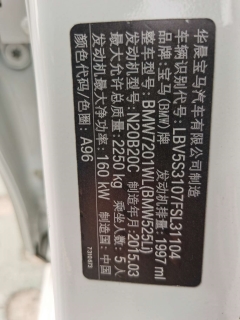 华晨宝马汽车有限公司制造
车辆识别代号：LBV5S3107FSL31104
品牌：宝马(BMW)
整车型号：BMW7201WL(BMW525Li)
发动机型号：N20B20C 制造年月：2015.03
最大允许总质量：2250 kg 乘坐人数：5人
发动机最大净功率：160 kW 制造国：中国
颜色代码/色圈：A96
发动机排量：1997 ml
7310873